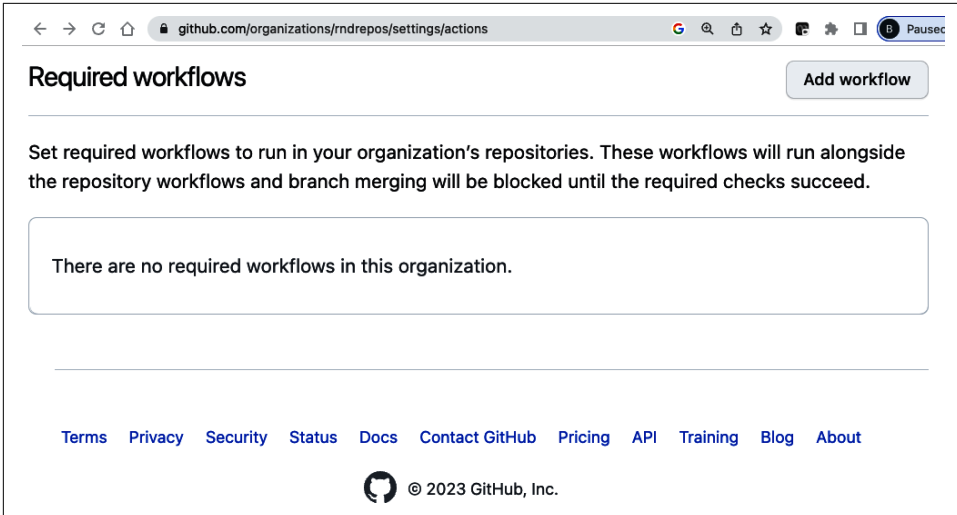 github.com/organizations/rndrepos/settings/actions
G
B
Paused
Required workflows
Add workflow
Set required workflows to run in your organization’s repositories. These workflows will run alongside
the repository workflows and branch merging will be blocked until the required checks succeed.
There are no required workflows in this organization.
Terms Privacy Security Status Docs Contact GitHub Pricing API Training Blog About
© 2023 GitHub, Inc.